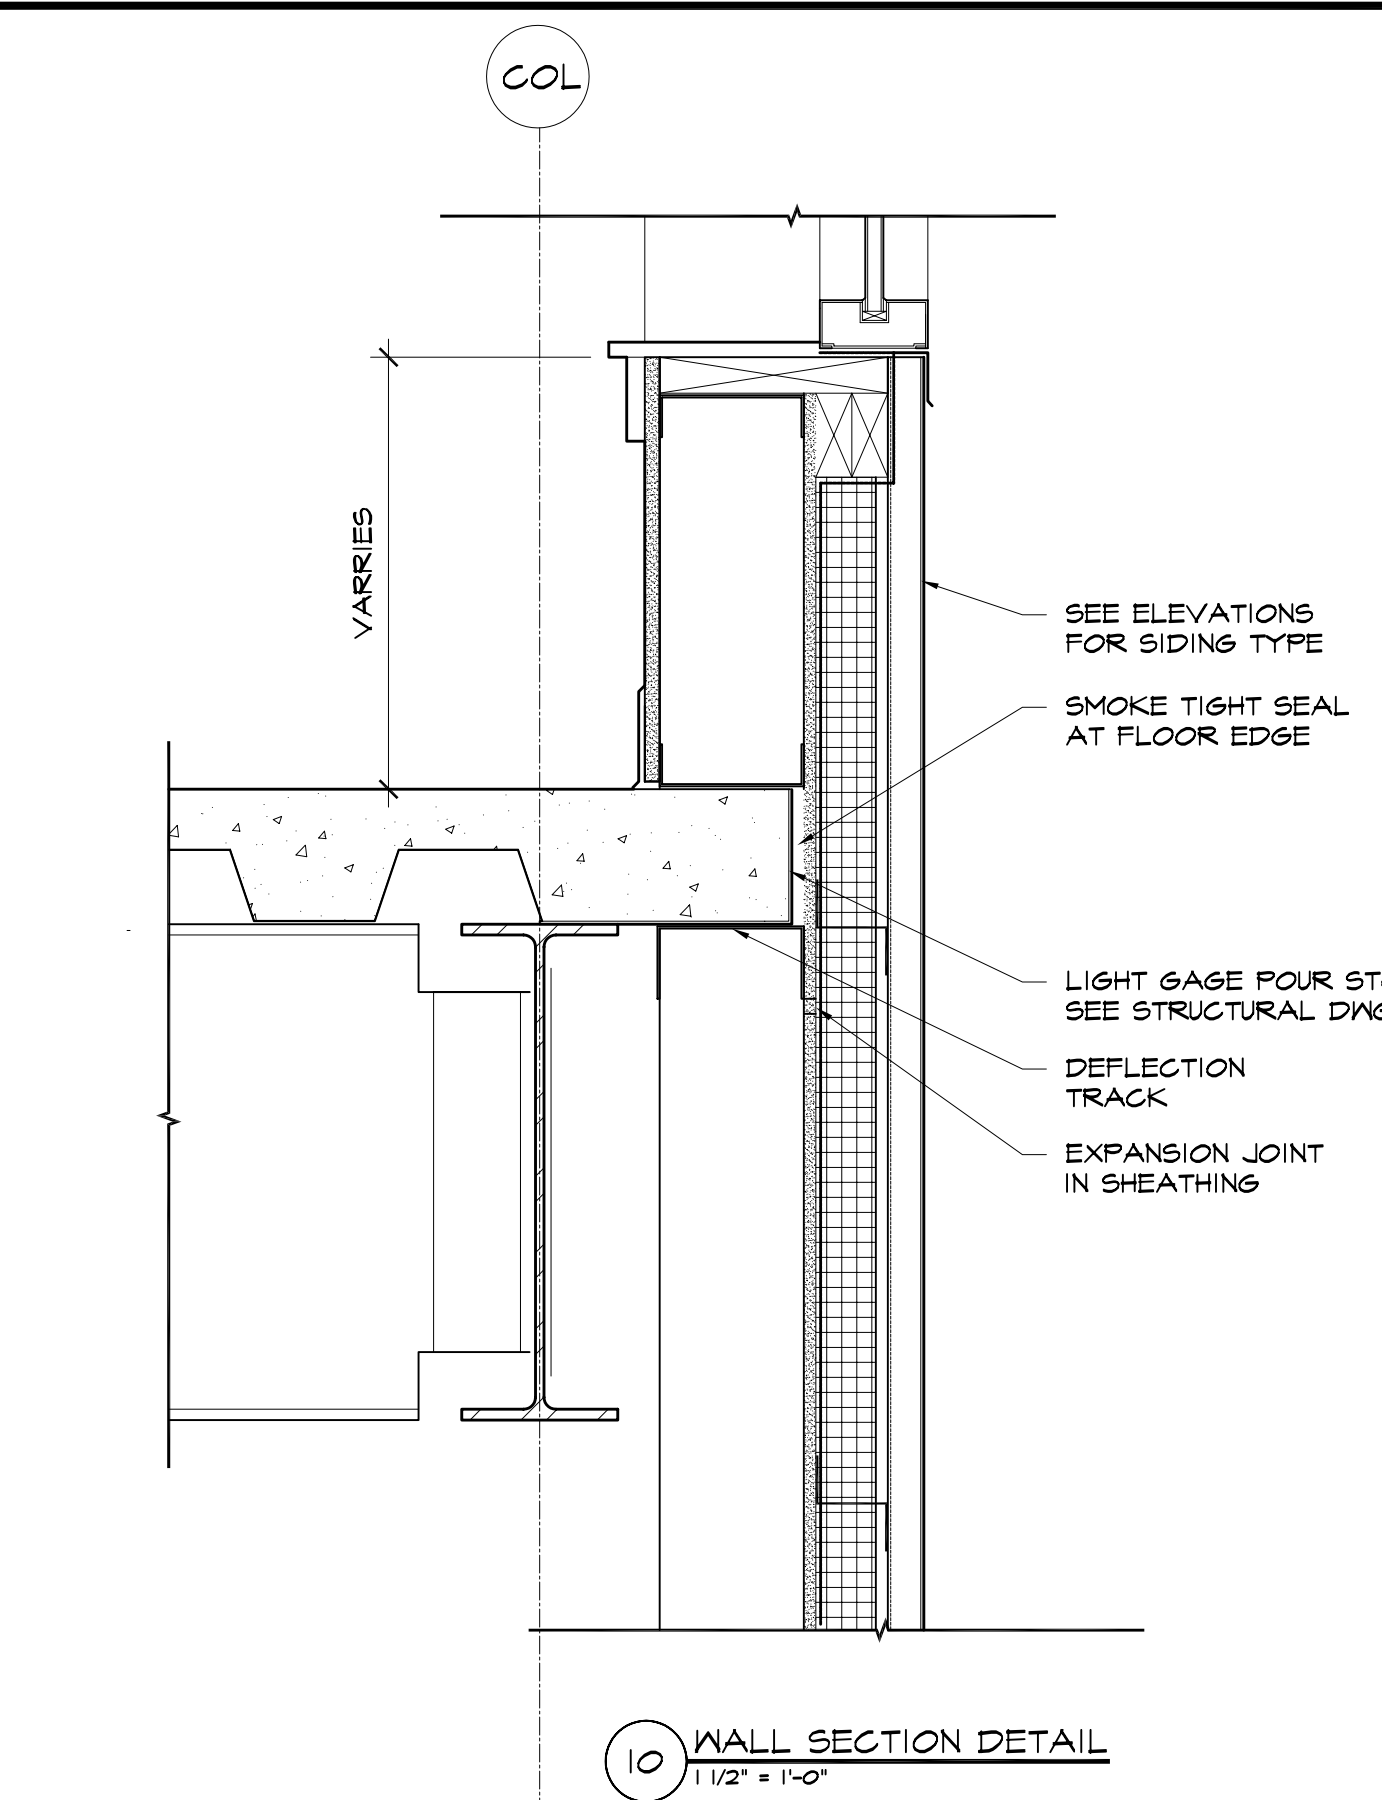 COL
VARRIES
SEE ELEVATIONS
FOR SIDING TYPE
SMOKE TIGHT SEAL
AT FLOOR EDGE
LIGHT GAGE POUR
SEE STRUCTURAL
DEFLECTION
TRACK
EXPANSION JOINT
IN SHEATHING
10
WALL SECTION DETAIL
1 1/2" = 1'-0"